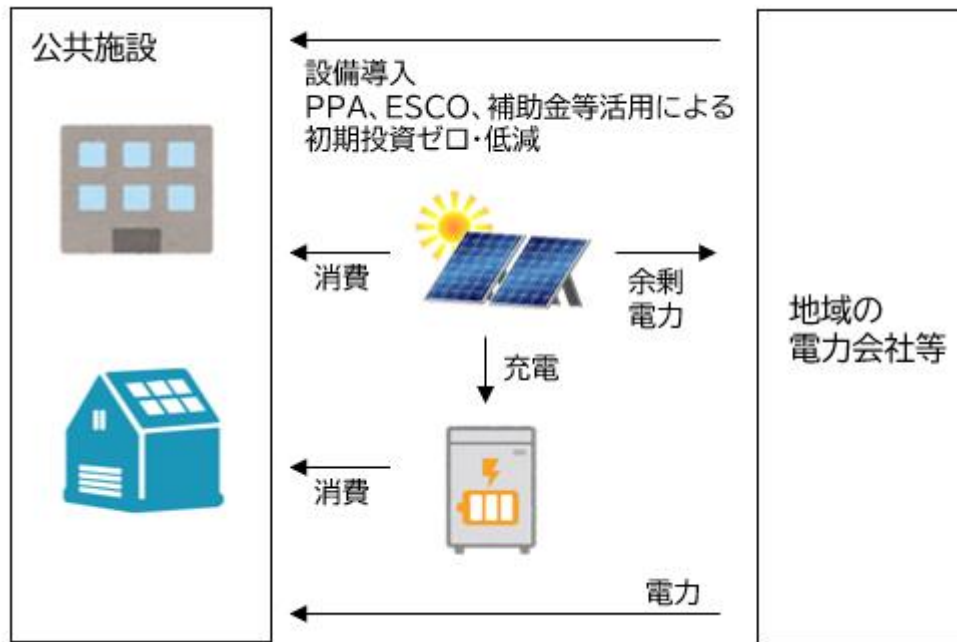 公共施設
設備導入
PPA、ESCO、補助金等活用による
初期投資ゼロ・低減
消費
余剰
電力
充電
地域の
電力会社等
消費
電力